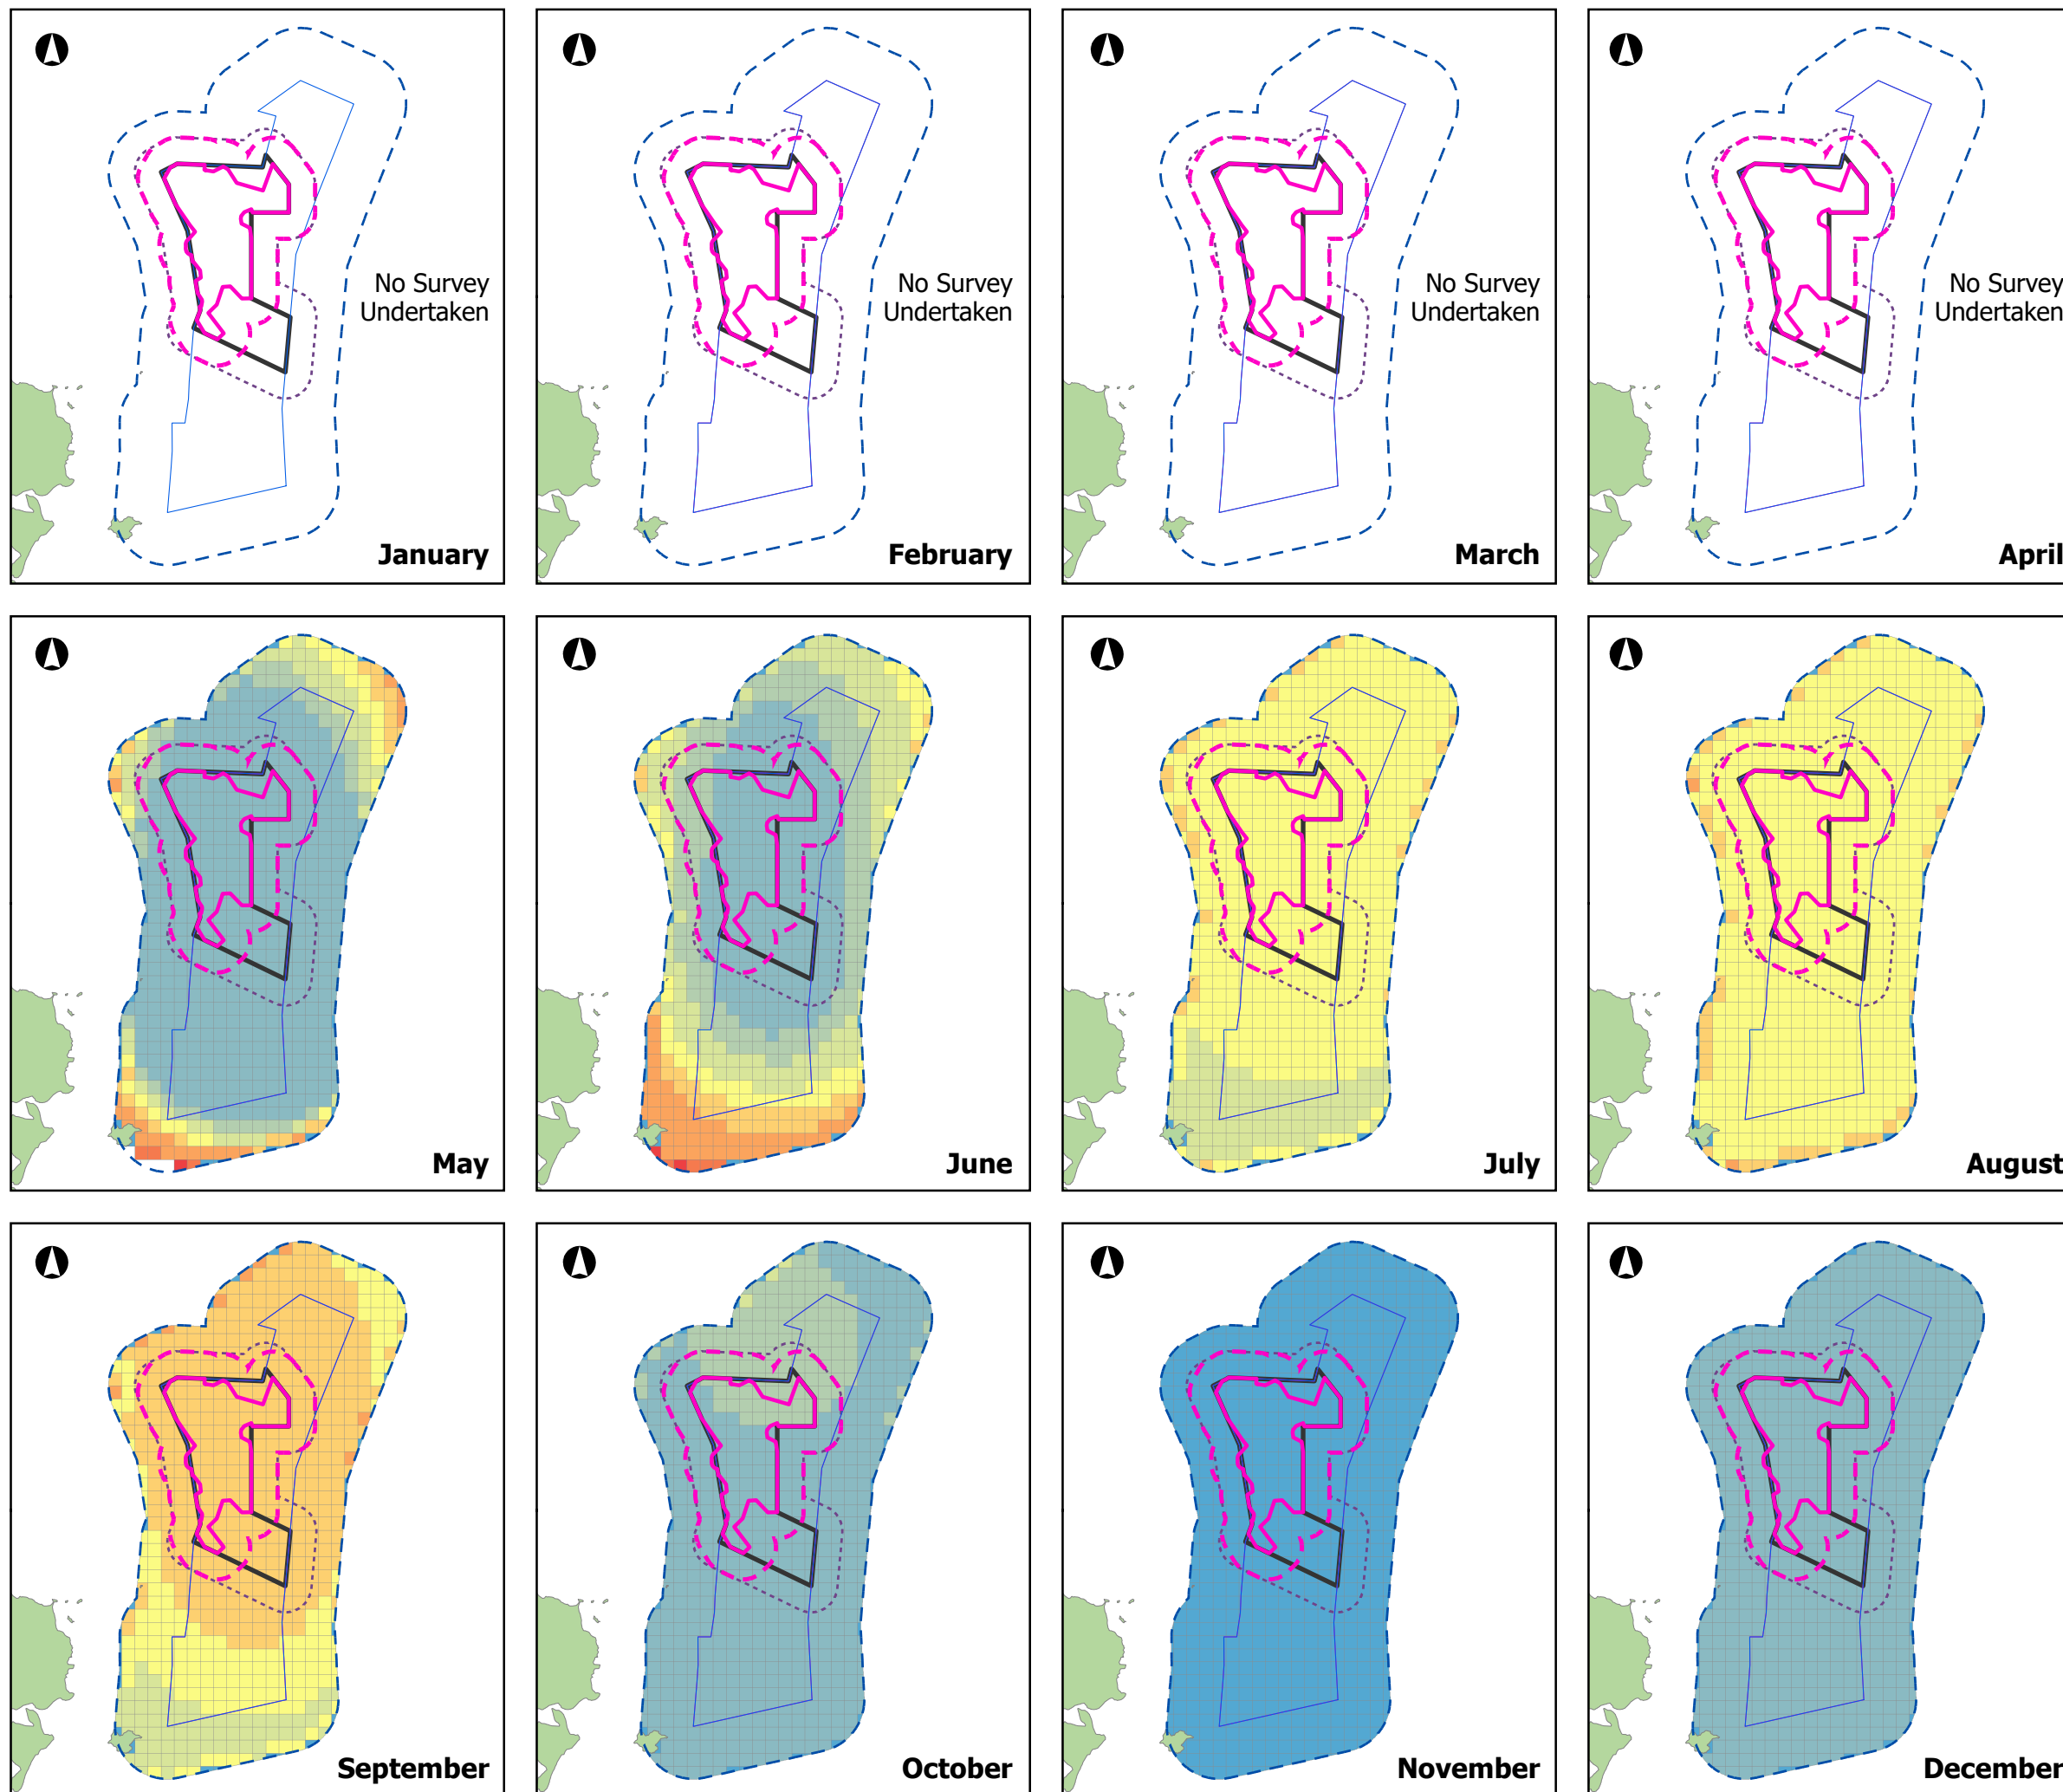 No Survey
Undertaken
January
No Survey
Undertaken
February
No Survey
Undertaken
March
No Survey
Undertaken
April
May
June
July
August
September
October
November
December